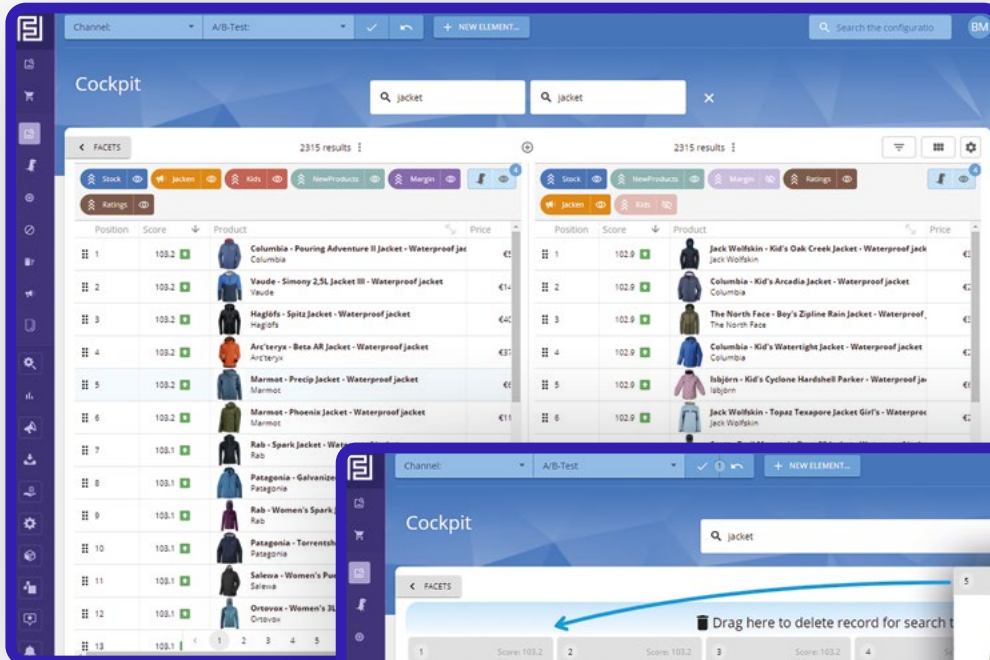 Channel: A/B-Test: + NEW ELEMENT... Search the configuratio BM
Cockpit
jacket jacket
FACETS 2315 results 2315 results
Stock Jacken Kids NewProducts Margin 4
Ratings
Stock NewProducts Margin Ratings 4
Jacken Kids
Position Score Product Price
1 103.2 Columbia - Pouring Adventure II Jacket - Waterproof jac
Columbia
2 103.2 Vaude - Simony 2,5L Jacket III - Waterproof jacket €14
Vaude
3 103.2 Haglöfs - Spitz Jacket - Waterproof jacket
Haglöfs
4 103.2 Arc'teryx - Beta AR Jacket - Waterproof jacket
Arc'teryx
5 103.2 Marmot - Precip Jacket - Waterproof jacket
Marmot
6 103.2 Marmot - Phoenix Jacket - Waterproof jacket €11
Marmot
7 103.1 Rab - Spark Jacket - Wat
Rab
8 103.1 Patagonia - Galvanize
Patagonia
9 103.1 Rab - Women's Spark
Rab
10 103.1 Patagonia - Torrentsh
Patagonia
11 103.1 Salewa - Women's Pue
Salewa
12 103.1 Ortovox - Women's 3L
Ortovox
13 103.1
1 2 3 4 5
Position Score Product Price
1 102.9 Jack Wolfskin - Kid's Oak Creek Jacket - Waterproof jack
Jack Wolfskin
2 102.9 Columbia - Kid's Arcadia Jacket - Waterproof jacket
Columbia
3 102.9 The North Face - Boy's Zipline Rain Jacket - Waterproof
The North Face
4 102.9 Columbia - Kid's Watertight Jacket - Waterproof jacket
Columbia
5 102.9 Isbjörn - Kid's Cyclone Hardshell Parker - Waterproof ja
Isbjörn
6 102.9 Jack Wolfskin - Topaz Texapore Jacket Girl's - Waterproo
Jack Wolfskin
Channel: A/B-Test 1 + NEW ELEMENT...
Cockpit
jacket
FACETS 5
Drag here to delete record for search t
1 Score: 103.2 2 Score: 103.2 3 Score: 103.2 4